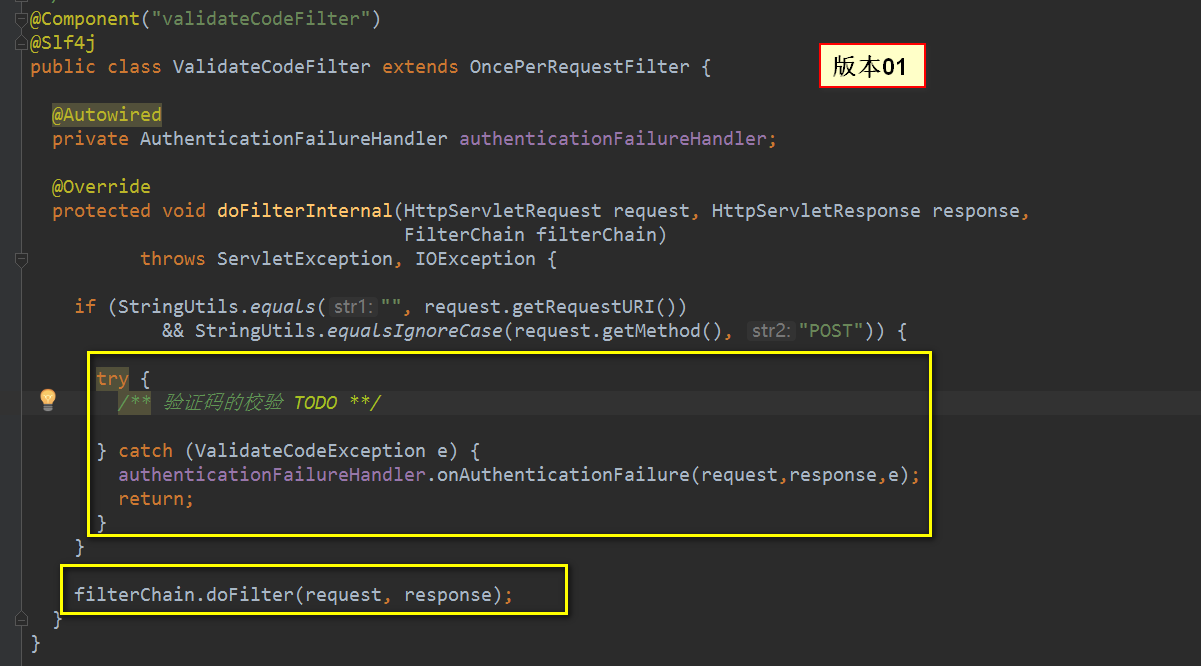 @Component("validateCodeFilter")
@Slf4j
public class ValidateCodeFilter extends OncePerRequestFilter {
版本01
@Autowired
private AuthenticationFailureHandler authenticationFailureHandler;
@Override
protected void doFilterInternal(HttpServletRequest request, HttpServletResponse response,
FilterChain filterChain)
throws ServletException, IOException {
if (StringUtils.equals( str1: "", request.getRequestURI())
&& StringUtils.equalsIgnoreCase(request.getMethod(), str2: "POST")) {
try {
/** 验证码的校验 TODO **/
} catch (ValidateCodeException e) {
authenticationFailureHandler.onAuthenticationFailure(request,response,e);
return;
}
}
filterChain.doFilter(request, response);
}
}